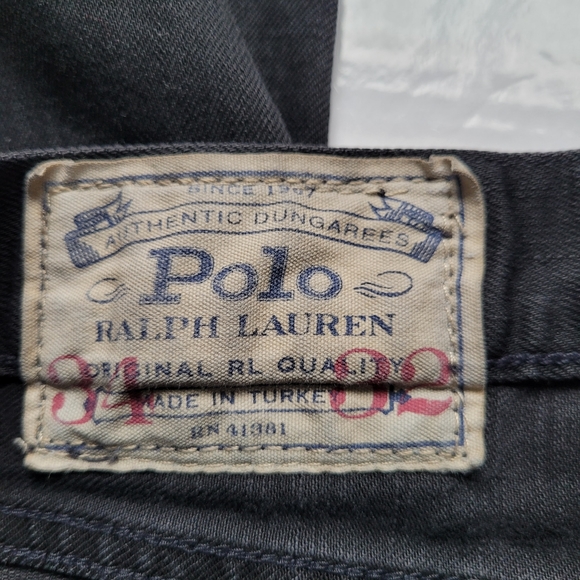 SINCE 1967
AUTHENTIC DUNGAREES
Polo
RALPH LAUREN
ORIGINAL RL QUALITY
34 32
MADE IN TURKEY
RN 41381